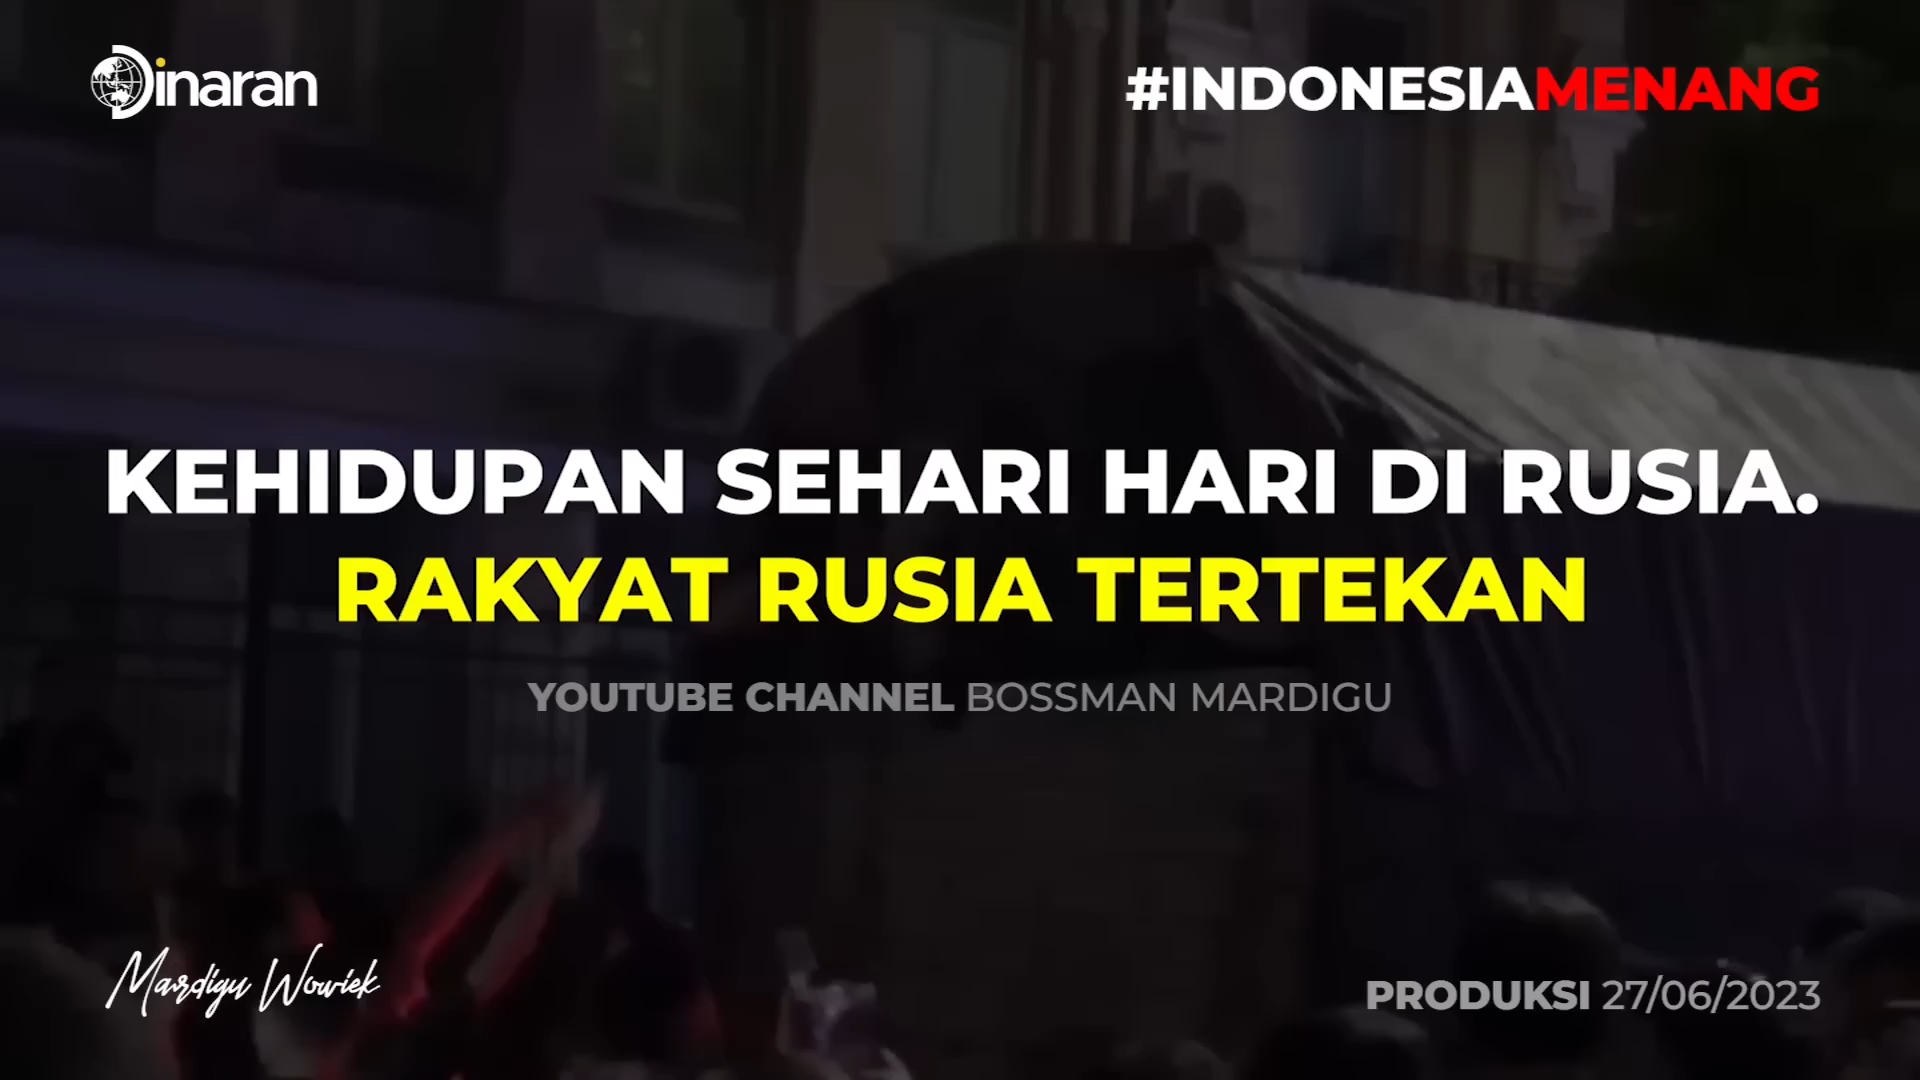 Dinaran
#INDONESIAMENANG
KEHIDUPAN SEHARI HARI DI RUSIA.
RAKYAT RUSIA TERTEKAN
YOUTUBE CHANNEL BOSSMAN MARDIGU
Mardigu Wowiek
PRODUKSI 27/06/2023